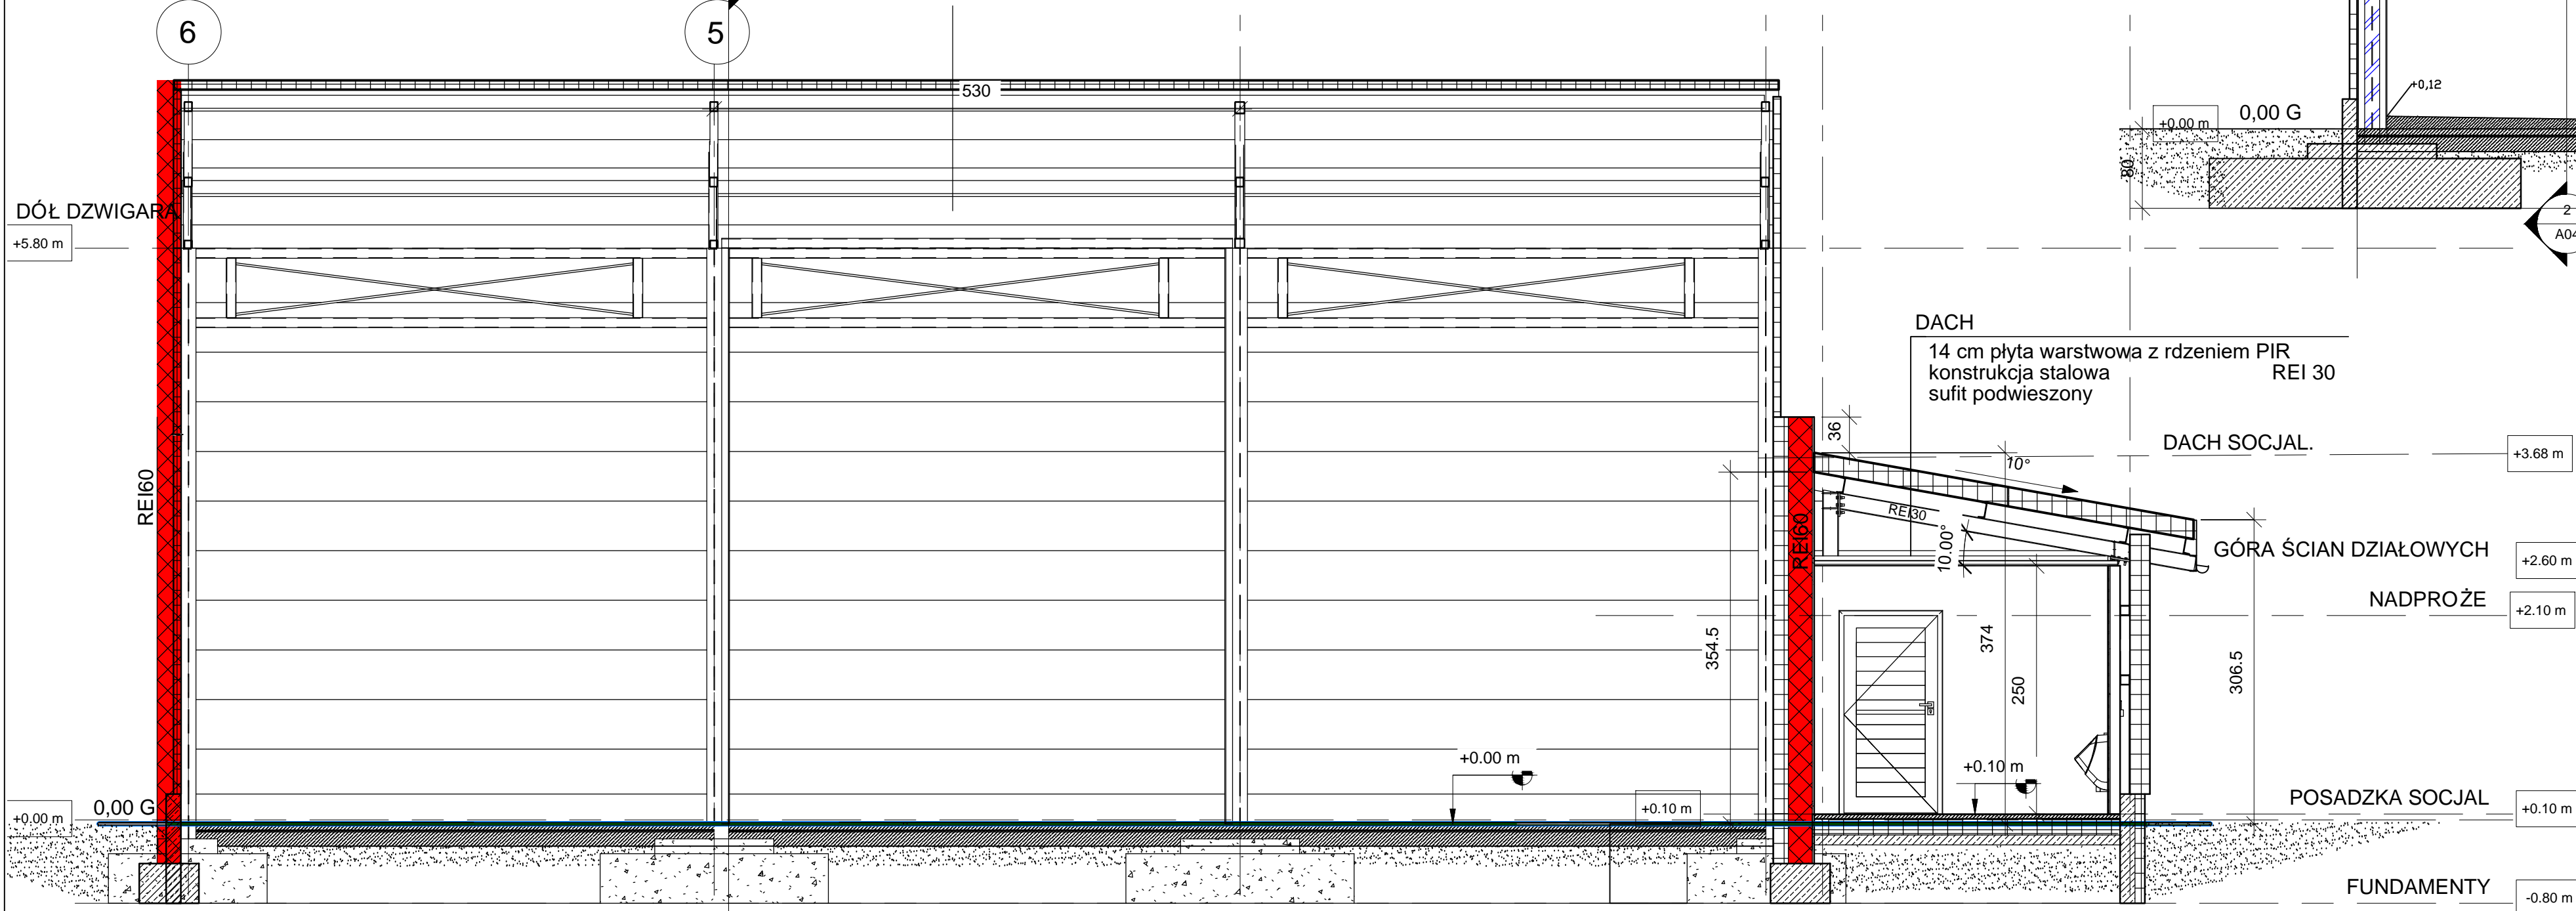 6
5
530
+0,12
0,00 G
+0.00 m
80
2
DÓŁ DZWIGARA
+5.80 m
DACH
14 cm płyta warstwowa z rdzeniem PIR
konstrukcja stalowa REI 30
sufit podwieszony
36
DACH SOCJAL.
+3.68 m
10°
REI60
REI30
REI60
10.00°
GÓRA ŚCIAN DZIAŁOWYCH
+2.60 m
NADPROŻE
+2.10 m
354.5
374
250
306.5
+0.00 m
+0.10 m
+0.00 m
0,00 G
+0.10 m
POSADZKA SOCJAL
+0.10 m
FUNDAMENTY
-0.80 m